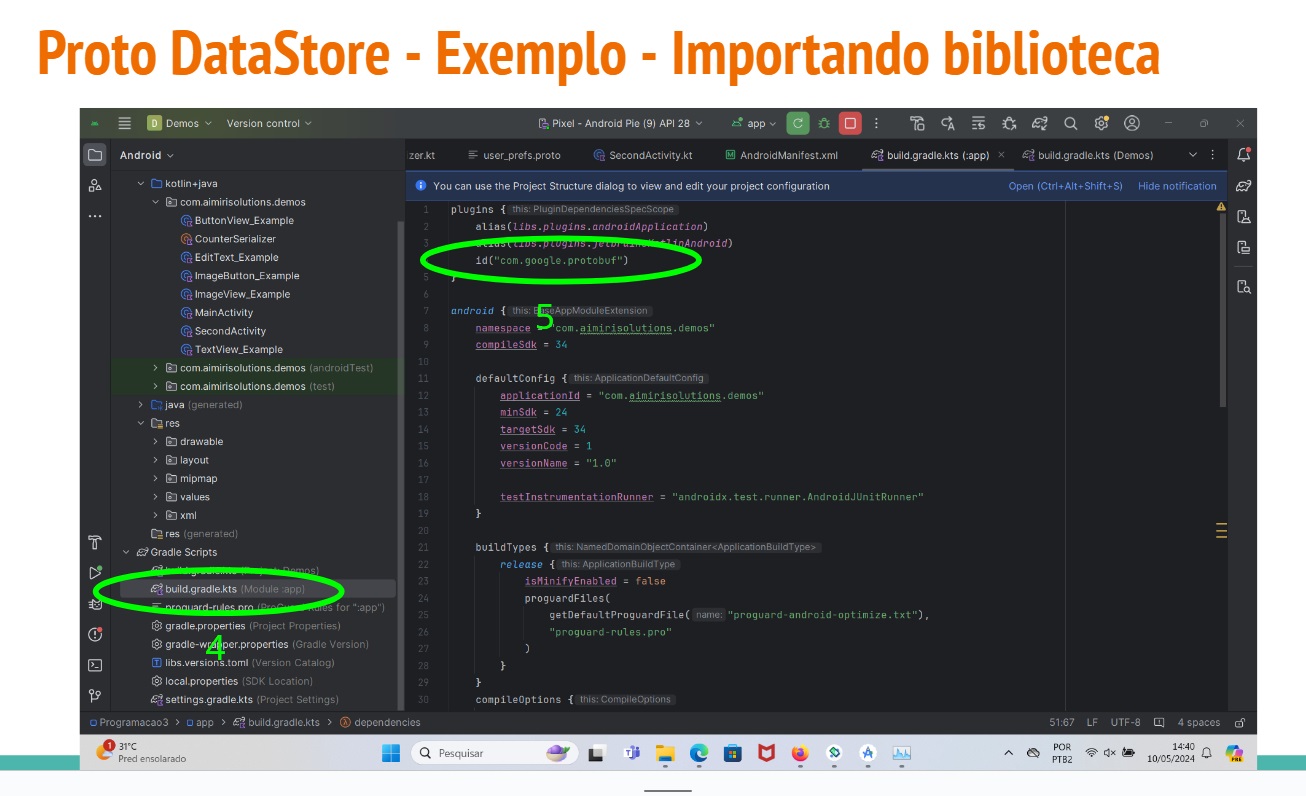 Proto DataStore - Exemplo - Importando biblioteca
D Demos Version control Pixel - Android Pie (9) API 28 app
Android
zer.kt user_prefs.proto SecondActivity.kt AndroidManifest.xml build.gradle.kts (:app) build.gradle.kts (Demos)
You can use the Project Structure dialog to view and edit your project configuration Open (Ctrl+Alt+Shift+S) Hide notification
kotlin+java
com.aimirisolutions.demos
ButtonView_Example
CounterSerializer
EditText_Example
ImageButton_Example
ImageView_Example
MainActivity
SecondActivity
TextView_Example
com.aimirisolutions.demos (androidTest)
com.aimirisolutions.demos (test)
java (generated)
res
drawable
layout
mipmap
values
xml
res (generated)
Gradle Scripts
build.gradle.kts (Project: Demos)
build.gradle.kts (Module :app)
proguard-rules.pro (ProGuard Rules for ":app")
gradle.properties (Project Properties)
4
gradle-wrapper.properties (Gradle Version)
libs.versions.toml (Version Catalog)
local.properties (SDK Location)
settings.gradle.kts (Project Settings)
1 plugins { this: PluginDependenciesSpecScope
2 alias(libs.plugins.androidApplication)
3 alias(libs.plugins.jetbrainsKotlinAndroid)
id("com.google.protobuf")
5 }
6
7 android { this: BaseAppModuleExtension
5
8 namespace = "com.aimirisolutions.demos"
9 compileSdk = 34
10
11 defaultConfig { this: ApplicationDefaultConfig
12 applicationId = "com.aimirisolutions.demos"
13 minSdk = 24
14 targetSdk = 34
15 versionCode = 1
16 versionName = "1.0"
17
18 testInstrumentationRunner = "androidx.test.runner.AndroidJUnitRunner"
19 }
20
21 buildTypes { this: NamedDomainObjectContainer<ApplicationBuildType>
22 release { this: ApplicationBuildType
23 isMinifyEnabled = false
24 proguardFiles(
25 getDefaultProguardFile( name: "proguard-android-optimize.txt"),
26 "proguard-rules.pro"
27 )
28 }
29 }
30 compileOptions { this: CompileOptions
Programacao3 > app > build.gradle.kts > dependencies 51:67 LF UTF-8 4 spaces
1 31°C
Pred ensolarado
Pesquisar
POR
PTB2
14:40
10/05/2024
PRE